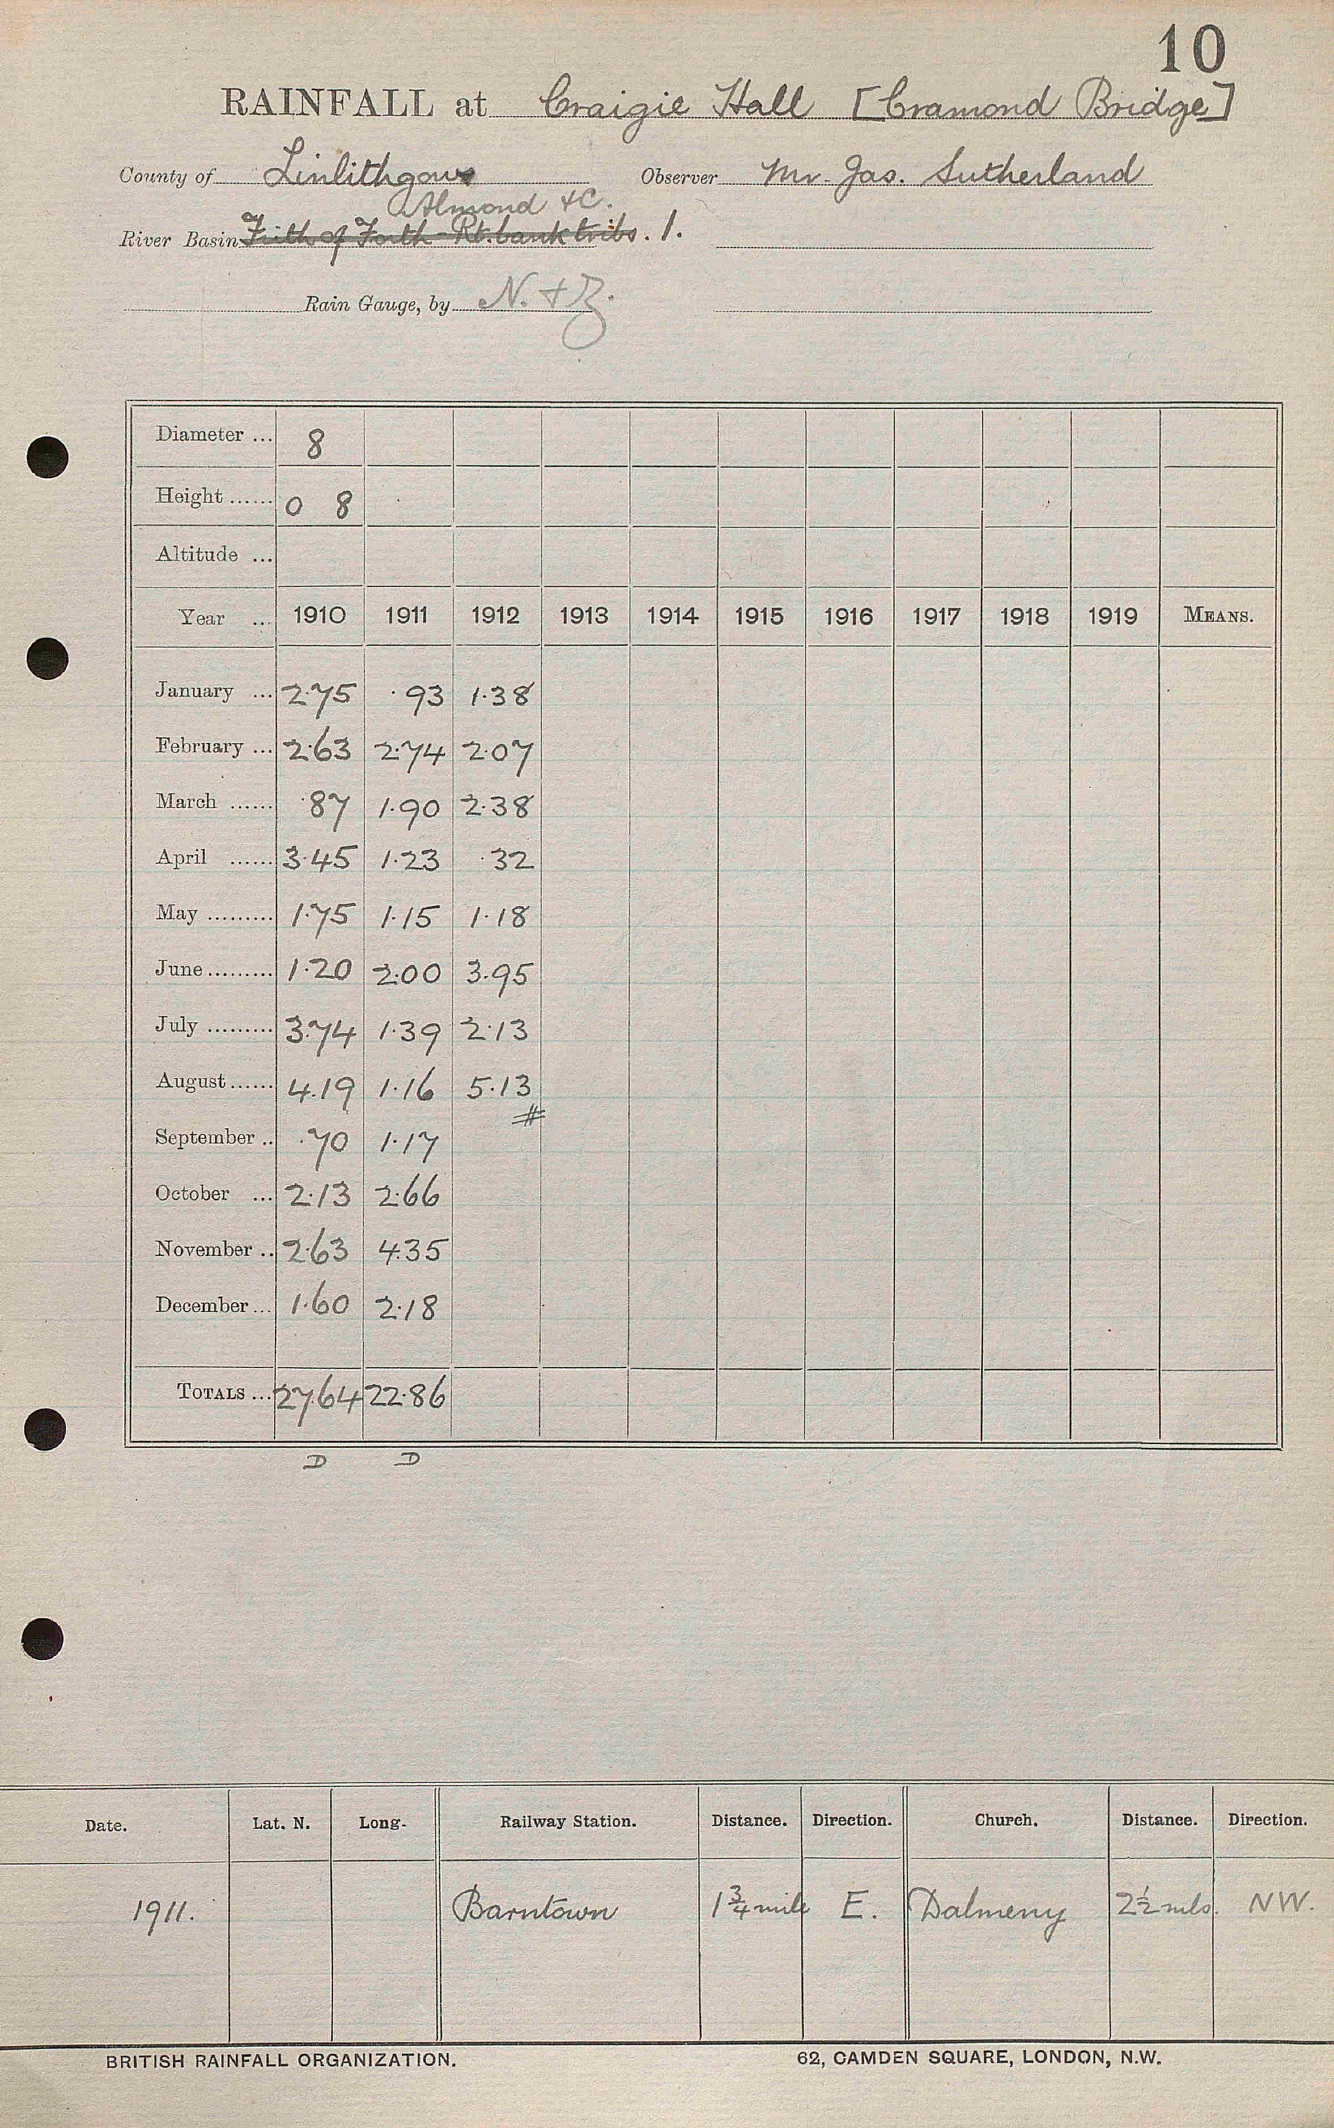 10
RAINFALL at Craigie Hall [Cramond Bridge]
County of Linlithgow Observer Mr. Jas. Sutherland
Almond &C.
River Basin Frith of Forth - Rt. bank tribs. 1.
Rain Gauge, by N. & Z.
Diameter ... 8
Height ...... 0 8
Altitude ...
Year ... 1910 1911 1912 1913 1914 1915 1916 1917 1918 1919 MEANS.
January ... 2.75 .93 1.38
February ... 2.63 2.74 2.07
March ...... .87 1.90 2.38
April ...... 3.45 1.23 .32
May ......... 1.75 1.15 1.18
June ......... 1.20 2.00 3.95
July ......... 3.74 1.39 2.13
August ...... 4.19 1.16 5.13
#
September .. .70 1.17
October ... 2.13 2.66
November .. 2.63 4.35
December ... 1.60 2.18
TOTALS ... 27.64 22.86
D D
Date. Lat. N. Long. Railway Station. Distance. Direction. Church. Distance. Direction.
1911. Barntown 1 3/4 mile E. Dalmeny 2 1/2 mls. NW.
BRITISH RAINFALL ORGANIZATION. 62, CAMDEN SQUARE, LONDON, N.W.